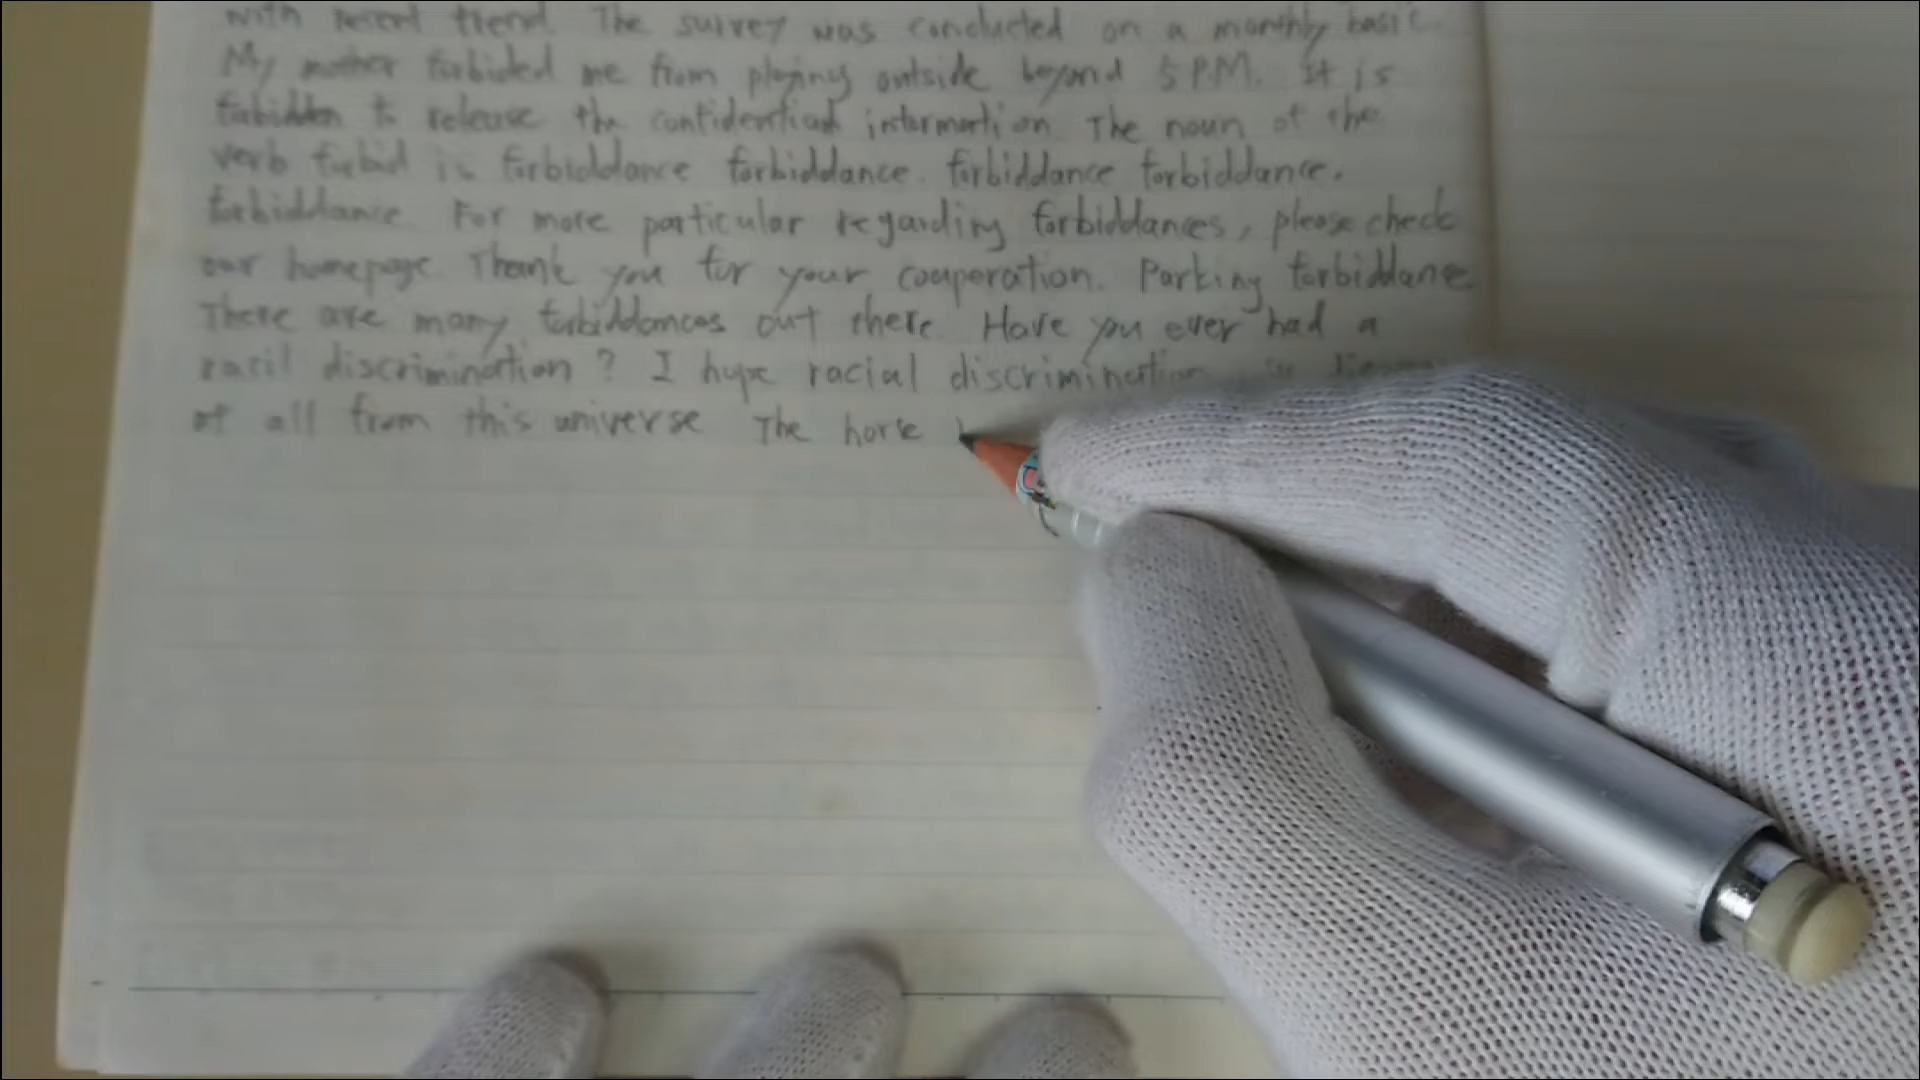 with recent trend. The survey was conducted on a monthly basic
My mother forbided me from playing outside beyond 5 P.M. It is
forbidden to release the confidential information. The noun of the
verb forbid is forbiddance forbiddance. forbiddance forbiddance.
forbiddance. For more particular regarding forbiddances, please check
our homepage. Thank you for your cooperation. Parking forbiddance
There are many forbiddances out there. Have you ever had a
racil discrimination? I hope racial discrimination
at all from this universe The horse